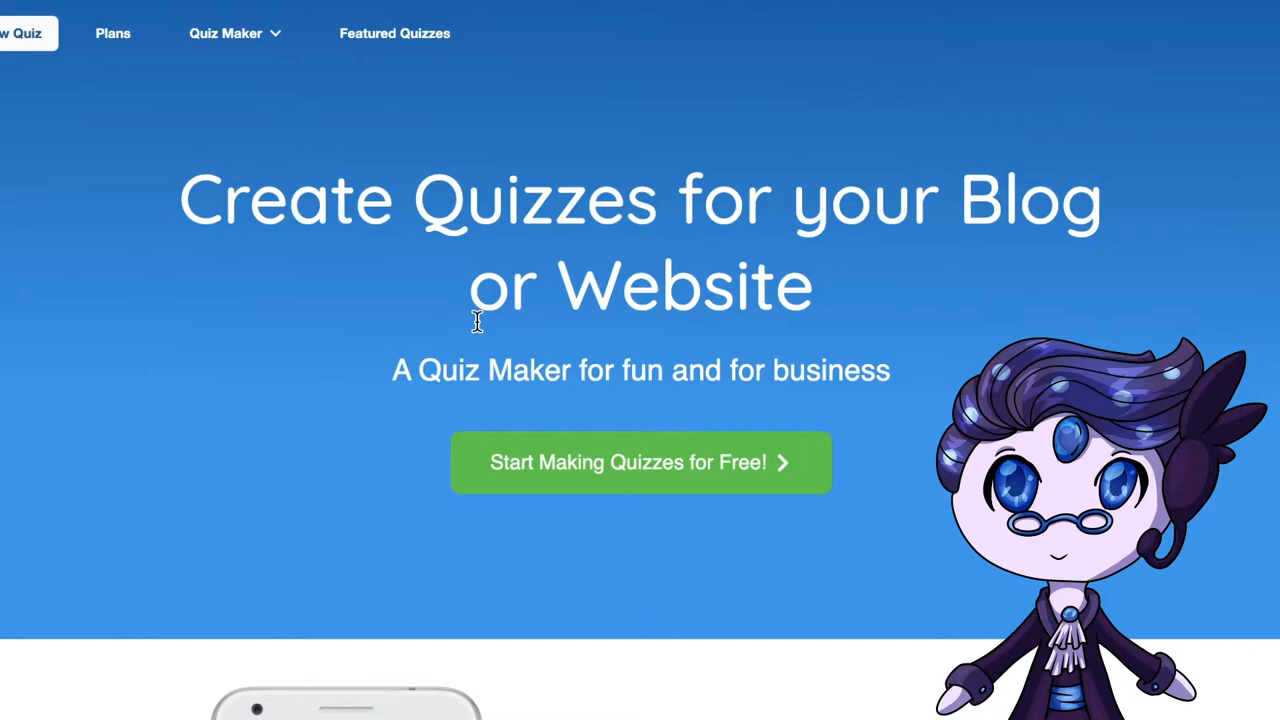 w Quiz
Plans
Quiz Maker
Featured Quizzes
Create Quizzes for your Blog
or Website
A Quiz Maker for fun and for business
Start Making Quizzes for Free!